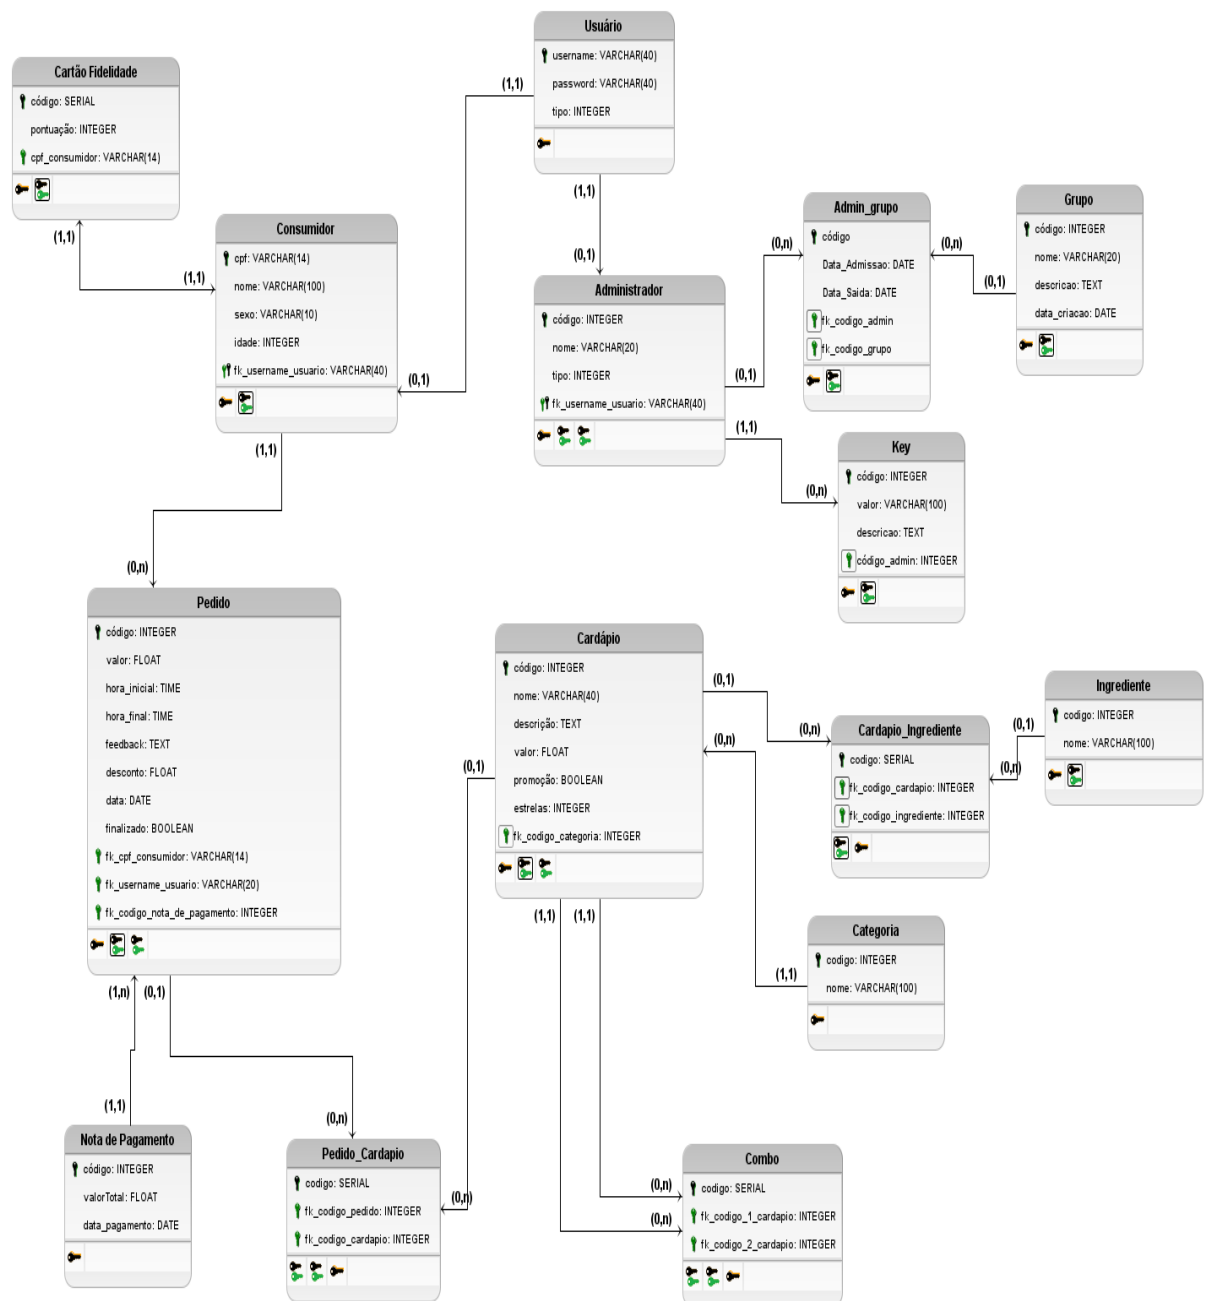 Usuário
username: VARCHAR(40)
password: VARCHAR(40)
tipo: INTEGER
Cartão Fidelidade
código: SERIAL
pontuação: INTEGER
cpf_consumidor: VARCHAR(14)
(1,1)
(1,1)
(0,1)
(1,1)
(1,1)
(0,1)
Consumidor
cpf: VARCHAR(14)
nome: VARCHAR(100)
sexo: VARCHAR(10)
idade: INTEGER
fk_username_usuario: VARCHAR(40)
(1,1)
(0,n)
Administrador
código: INTEGER
nome: VARCHAR(20)
tipo: INTEGER
fk_username_usuario: VARCHAR(40)
(0,1)
(0,n)
(1,1)
(0,n)
Admin_grupo
código
Data_Admissao: DATE
Data_Saida: DATE
fk_codigo_admin
fk_codigo_grupo
(0,n)
(0,1)
Grupo
código: INTEGER
nome: VARCHAR(20)
descricao: TEXT
data_criacao: DATE
Key
código: INTEGER
valor: VARCHAR(100)
descricao: TEXT
código_admin: INTEGER
Pedido
código: INTEGER
valor: FLOAT
hora_inicial: TIME
hora_final: TIME
feedback: TEXT
desconto: FLOAT
data: DATE
finalizado: BOOLEAN
fk_cpf_consumidor: VARCHAR(14)
fk_username_usuario: VARCHAR(20)
fk_codigo_nota_de_pagamento: INTEGER
(1,n)
(0,1)
(1,1)
(0,n)
Cardápio
código: INTEGER
nome: VARCHAR(40)
descrição: TEXT
valor: FLOAT
promoção: BOOLEAN
estrelas: INTEGER
fk_codigo_categoria: INTEGER
(0,1)
(0,n)
(0,1)
(0,n)
(0,n)
(1,1)
(1,1)
(1,1)
(0,n)
(0,n)
Cardapio_Ingrediente
codigo: SERIAL
fk_codigo_cardapio: INTEGER
fk_codigo_ingrediente: INTEGER
(0,1)
(0,n)
Ingrediente
codigo: INTEGER
nome: VARCHAR(100)
Categoria
codigo: INTEGER
nome: VARCHAR(100)
Nota de Pagamento
código: INTEGER
valorTotal: FLOAT
data_pagamento: DATE
Pedido_Cardapio
codigo: SERIAL
fk_codigo_pedido: INTEGER
fk_codigo_cardapio: INTEGER
Combo
codigo: SERIAL
fk_codigo_1_cardapio: INTEGER
fk_codigo_2_cardapio: INTEGER